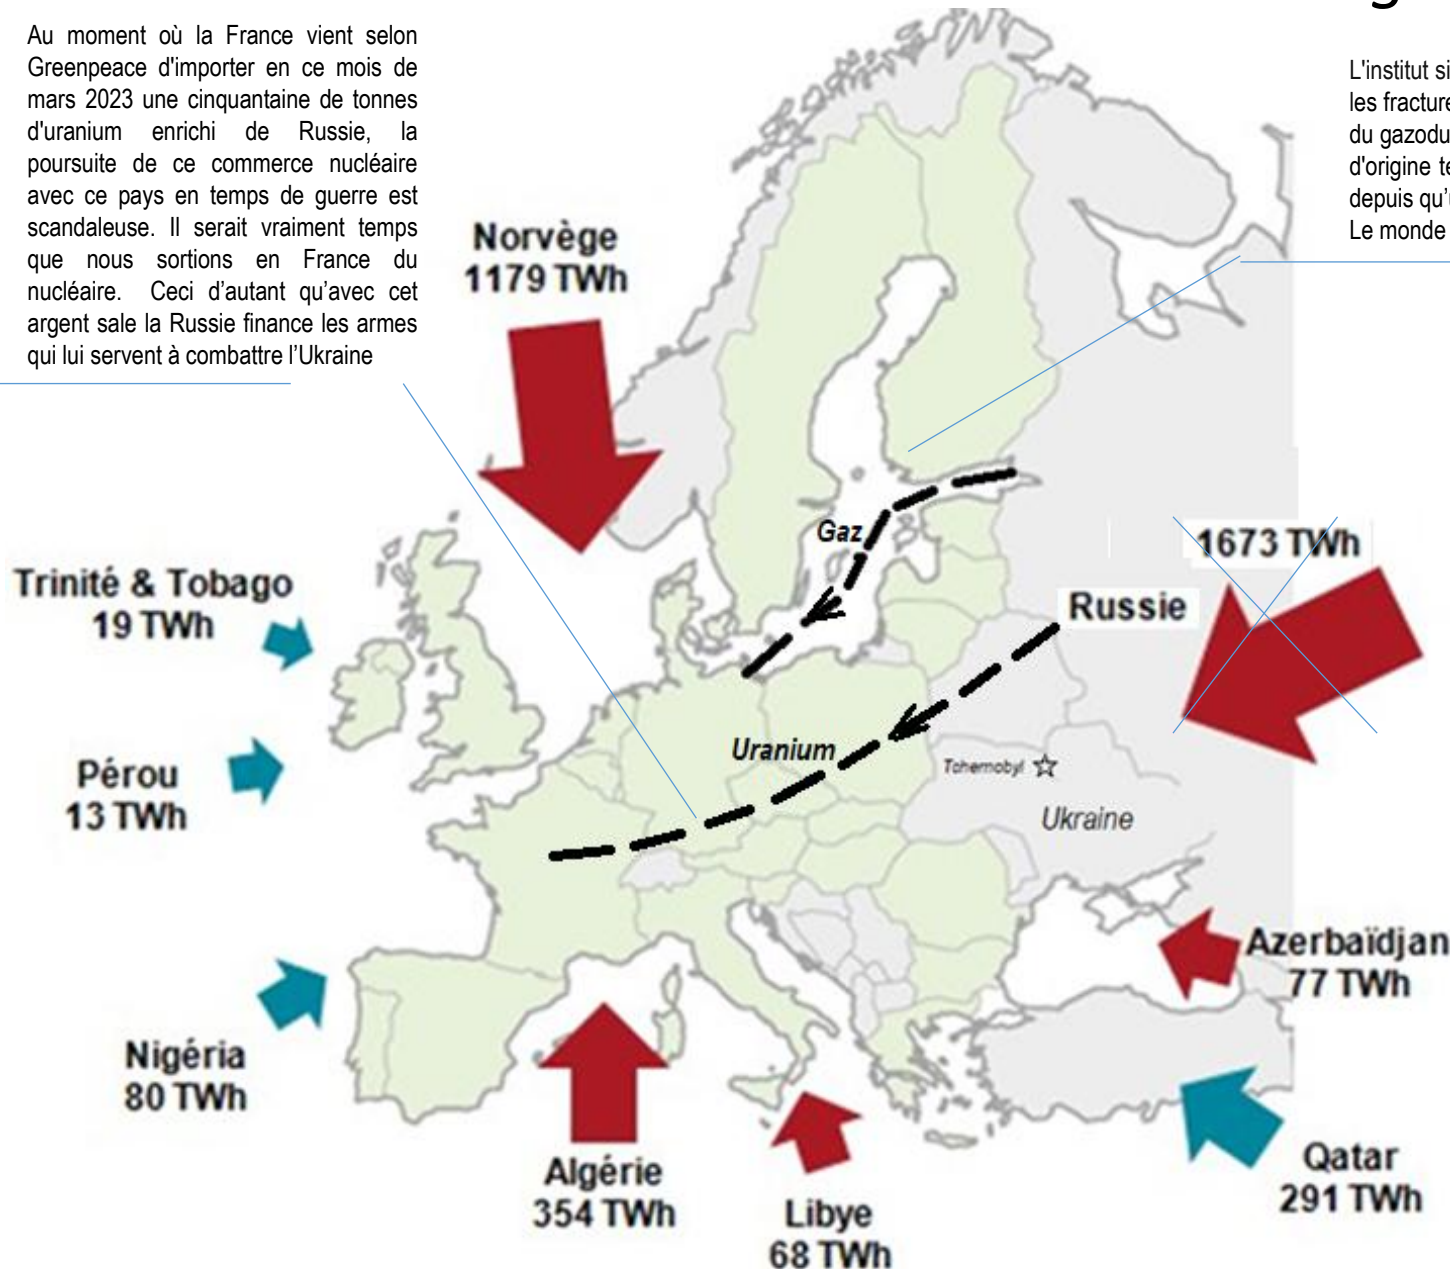 Au moment où la France vient selon
Greenpeace d'importer en ce mois de
mars 2023 une cinquantaine de tonnes
d'uranium enrichi de Russie, la
poursuite de ce commerce nucléaire
avec ce pays en temps de guerre est
scandaleuse. Il serait vraiment temps
que nous sortions en France du
nucléaire. Ceci d'autant qu'avec cet
argent sale la Russie finance les armes
qui lui servent à combattre l'Ukraine
L'institut
les fracture
du
d'origine
depuis
Le monde
Norvège
1179 TWh
Gaz
1673 TWh
Trinité & Tobago
19 TWh
Russie
Uranium
Tchernobyl
Pérou
13 TWh
Ukraine
Azerbaïdjan
77 TWh
Nigéria
80 TWh
Algérie
354 TWh
Qatar
291 TWh
Libye
68 TWh